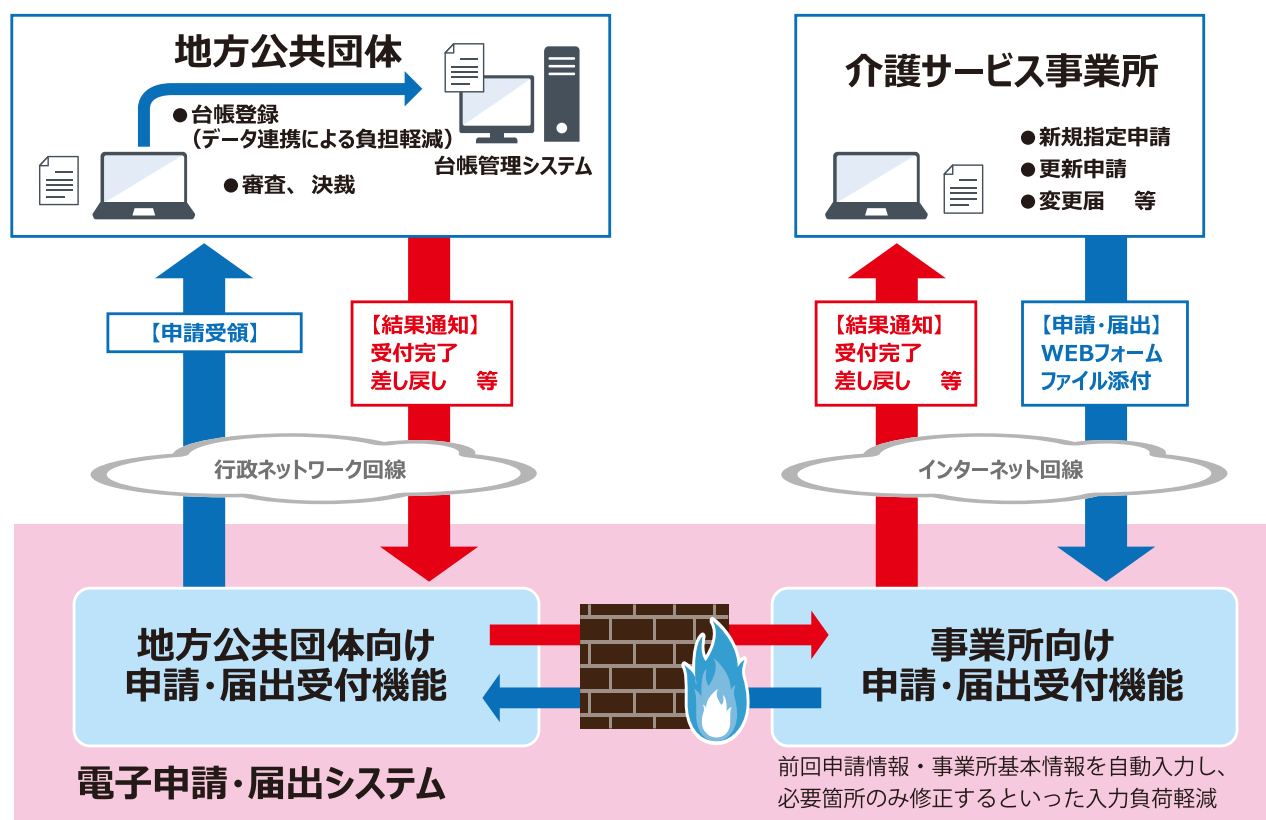 地方公共団体
●台帳登録
（データ連携による負担軽減）
台帳管理システム
●審査、決裁
介護サービス事業所
●新規指定申請
●更新申請
●変更届　等
【申請受領】
【結果通知】
受付完了
差し戻し　等
【結果通知】
受付完了
差し戻し　等
【申請・届出】
WEBフォーム
ファイル添付
行政ネットワーク回線
インターネット回線
地方公共団体向け
申請・届出受付機能
事業所向け
申請・届出受付機能
電子申請・届出システム
前回申請情報・事業所基本情報を自動入力し、
必要箇所のみ修正するといった入力負荷軽減